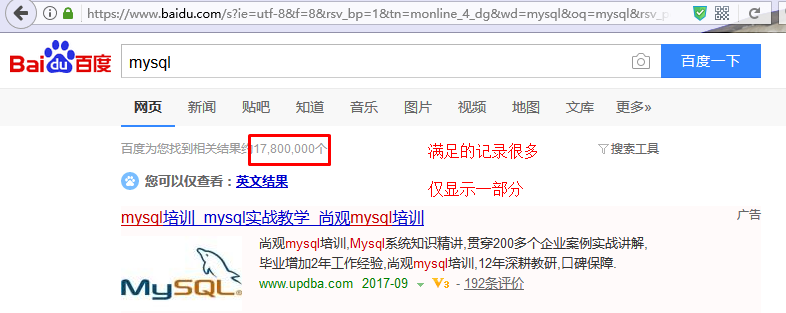 https://www.baidu.com/s?ie=utf-8&f=8&rsv_bp=1&tn=monline_4_dg&wd=mysql&oq=mysql&rsv_p
Bai du 百度
mysql
百度一下
网页 新闻 贴吧 知道 音乐 图片 视频 地图 文库 更多»
百度为您找到相关结果约17,800,000个
满足的记录很多
搜索工具
您可以仅查看：英文结果
仅显示一部分
mysql培训_mysql实战教学_尚观mysql培训
广告
尚观mysql培训,Mysql系统知识精讲,贯穿200多个企业案例实战讲解,
毕业增加2年工作经验,尚观mysql培训,12年深耕教研,口碑保障.
www.updba.com 2017-09 V3 - 192条评价
MySQL